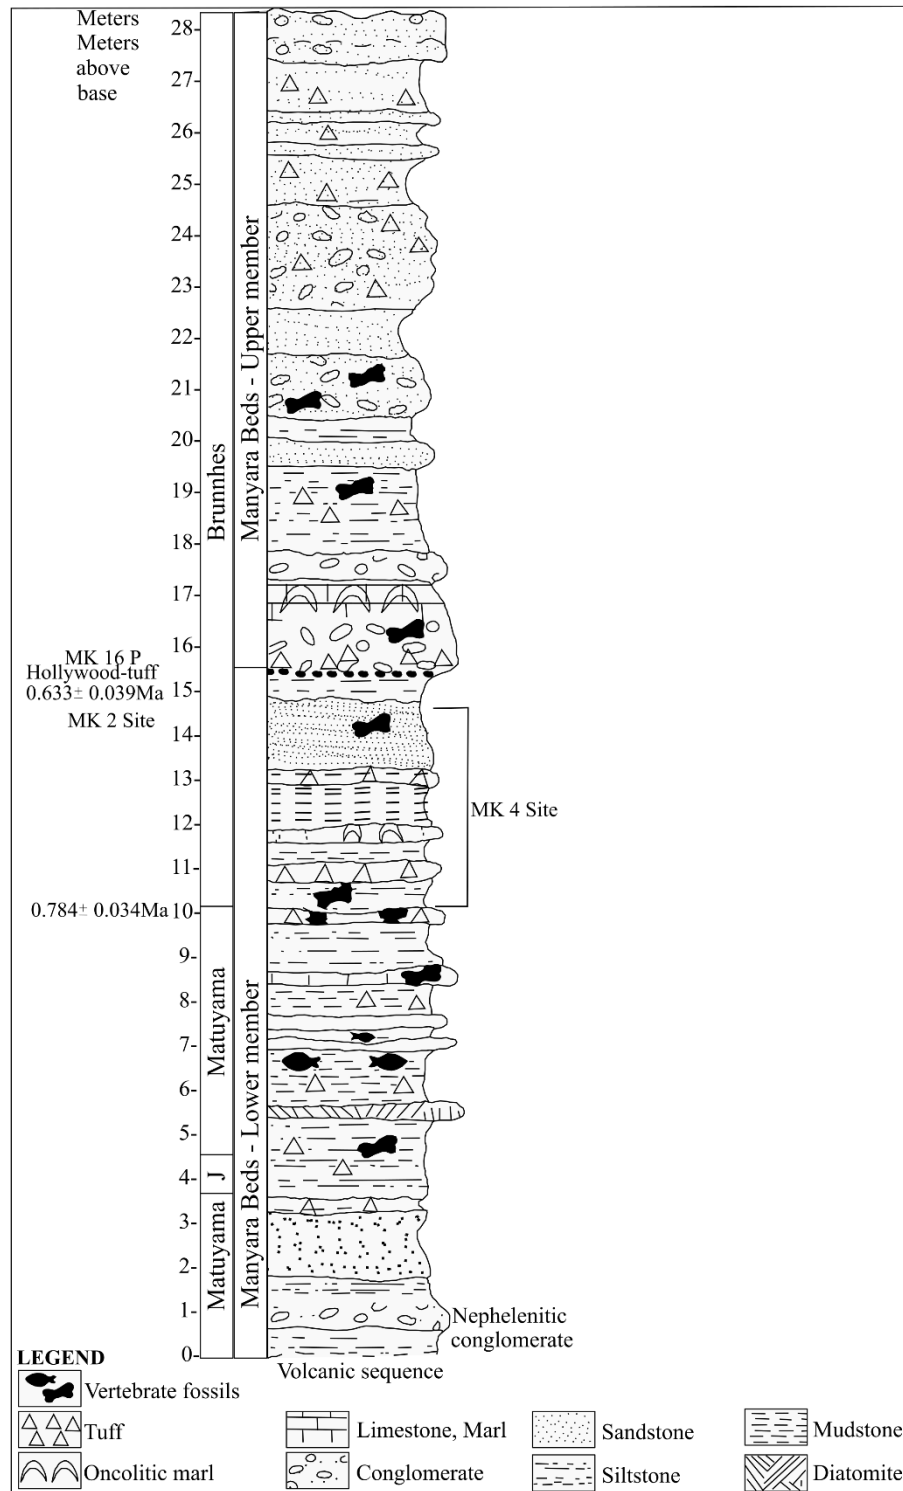 Meters
Meters
above
base
28-
27-
26-
25-
24-
23-
22-
21-
20-
19-
18-
17-
16-
15-
14-
13-
12-
11-
10-
9-
8-
7-
6-
5-
4-
3-
2-
1-
0-
Brunnhes
Matuyama
J
Matuyama
Manyara Beds - Upper member
Manyara Beds - Lower member
MK 16 P
Hollywood-tuff
0.633± 0.039Ma
MK 2 Site
0.784± 0.034Ma
MK 4 Site
Nephelenitic
conglomerate
Volcanic sequence
LEGEND
Vertebrate fossils
Tuff
Oncolitic marl
Limestone, Marl
Conglomerate
Sandstone
Siltstone
Mudstone
Diatomite